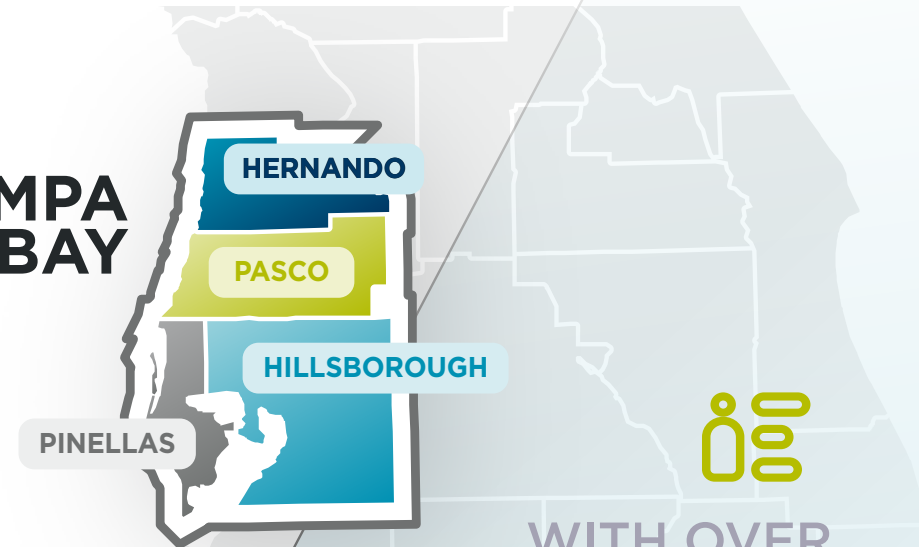 MPA
BAY
HERNANDO
PASCO
HILLSBOROUGH
PINELLAS
WITH OVER